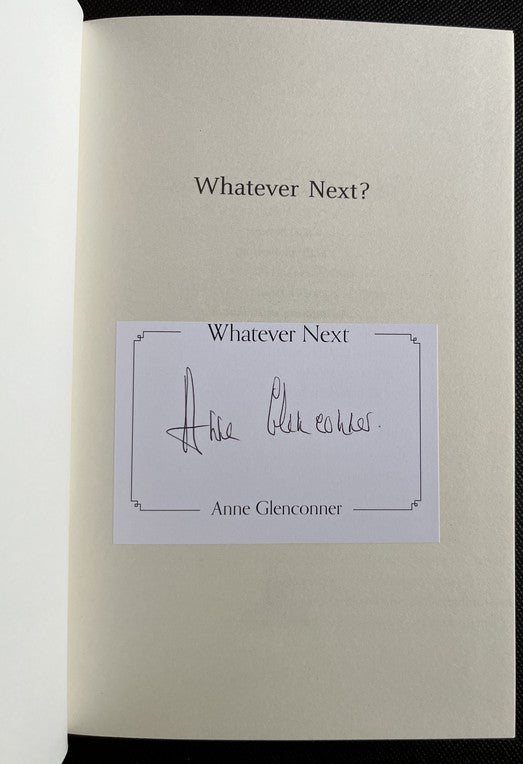 Whatever Next?
Whatever Next
Anne Glenconner.
Anne Glenconner